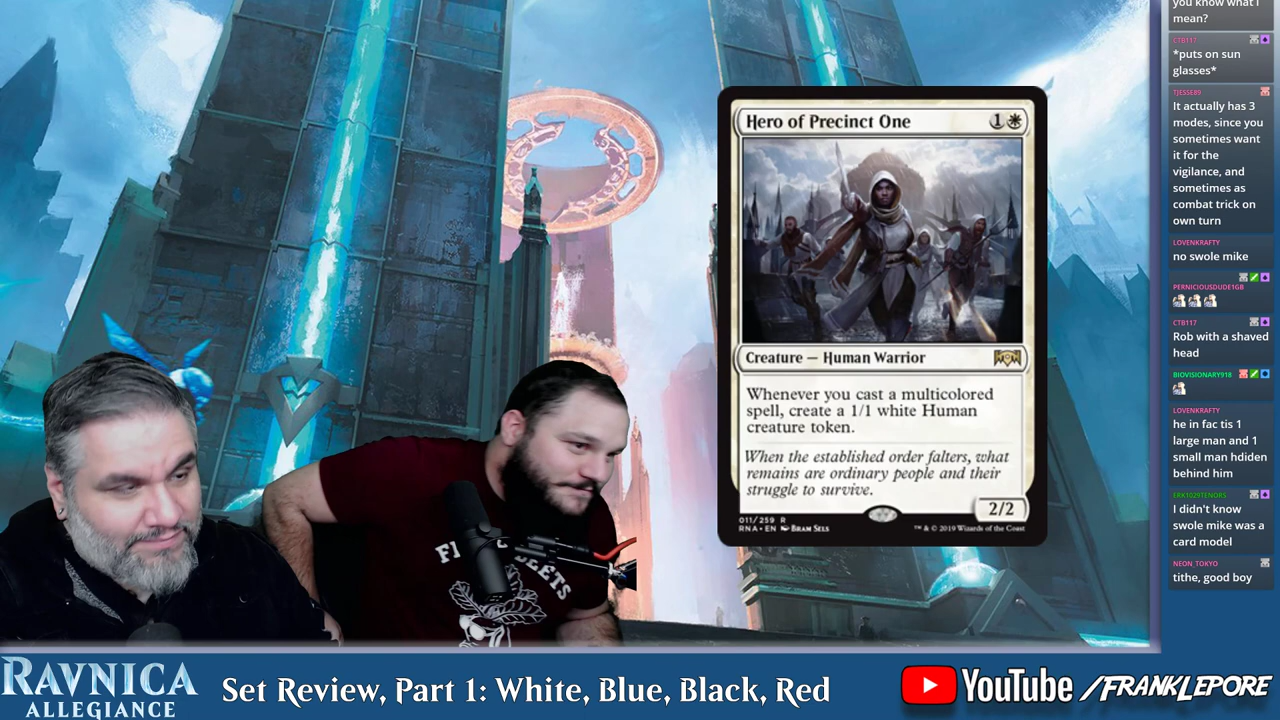 Hero of Precinct One
1
Creature — Human Warrior
Whenever you cast a multicolored
spell, create a 1/1 white Human
creature token.
When the established order falters, what
remains are ordinary people and their
struggle to survive.
2/2
011/259 R
RNA • EN BRAM SELS
™ & © 2019 Wizards of the Coast
you know what I
mean?
CTB117
*puts on sun
glasses*
TJESSE89
It actually has 3
modes, since you
sometimes want
it for the
vigilance, and
sometimes as
combat trick on
own turn
LOVENKRAFTY
no swole mike
PERNICIOUSDUDE1GB
CTB117
Rob with a shaved
head
BIOVISIONARY918
LOVENKRAFTY
he in fac tis 1
large man and 1
small man hdiden
behind him
ERK1029TENORS
I didn't know
swole mike was a
card model
NEON_TOKYO
tithe, good boy
RAVNICA
ALLEGIANCE
Set Review, Part 1: White, Blue, Black, Red
YouTube /FRANKLEPORE